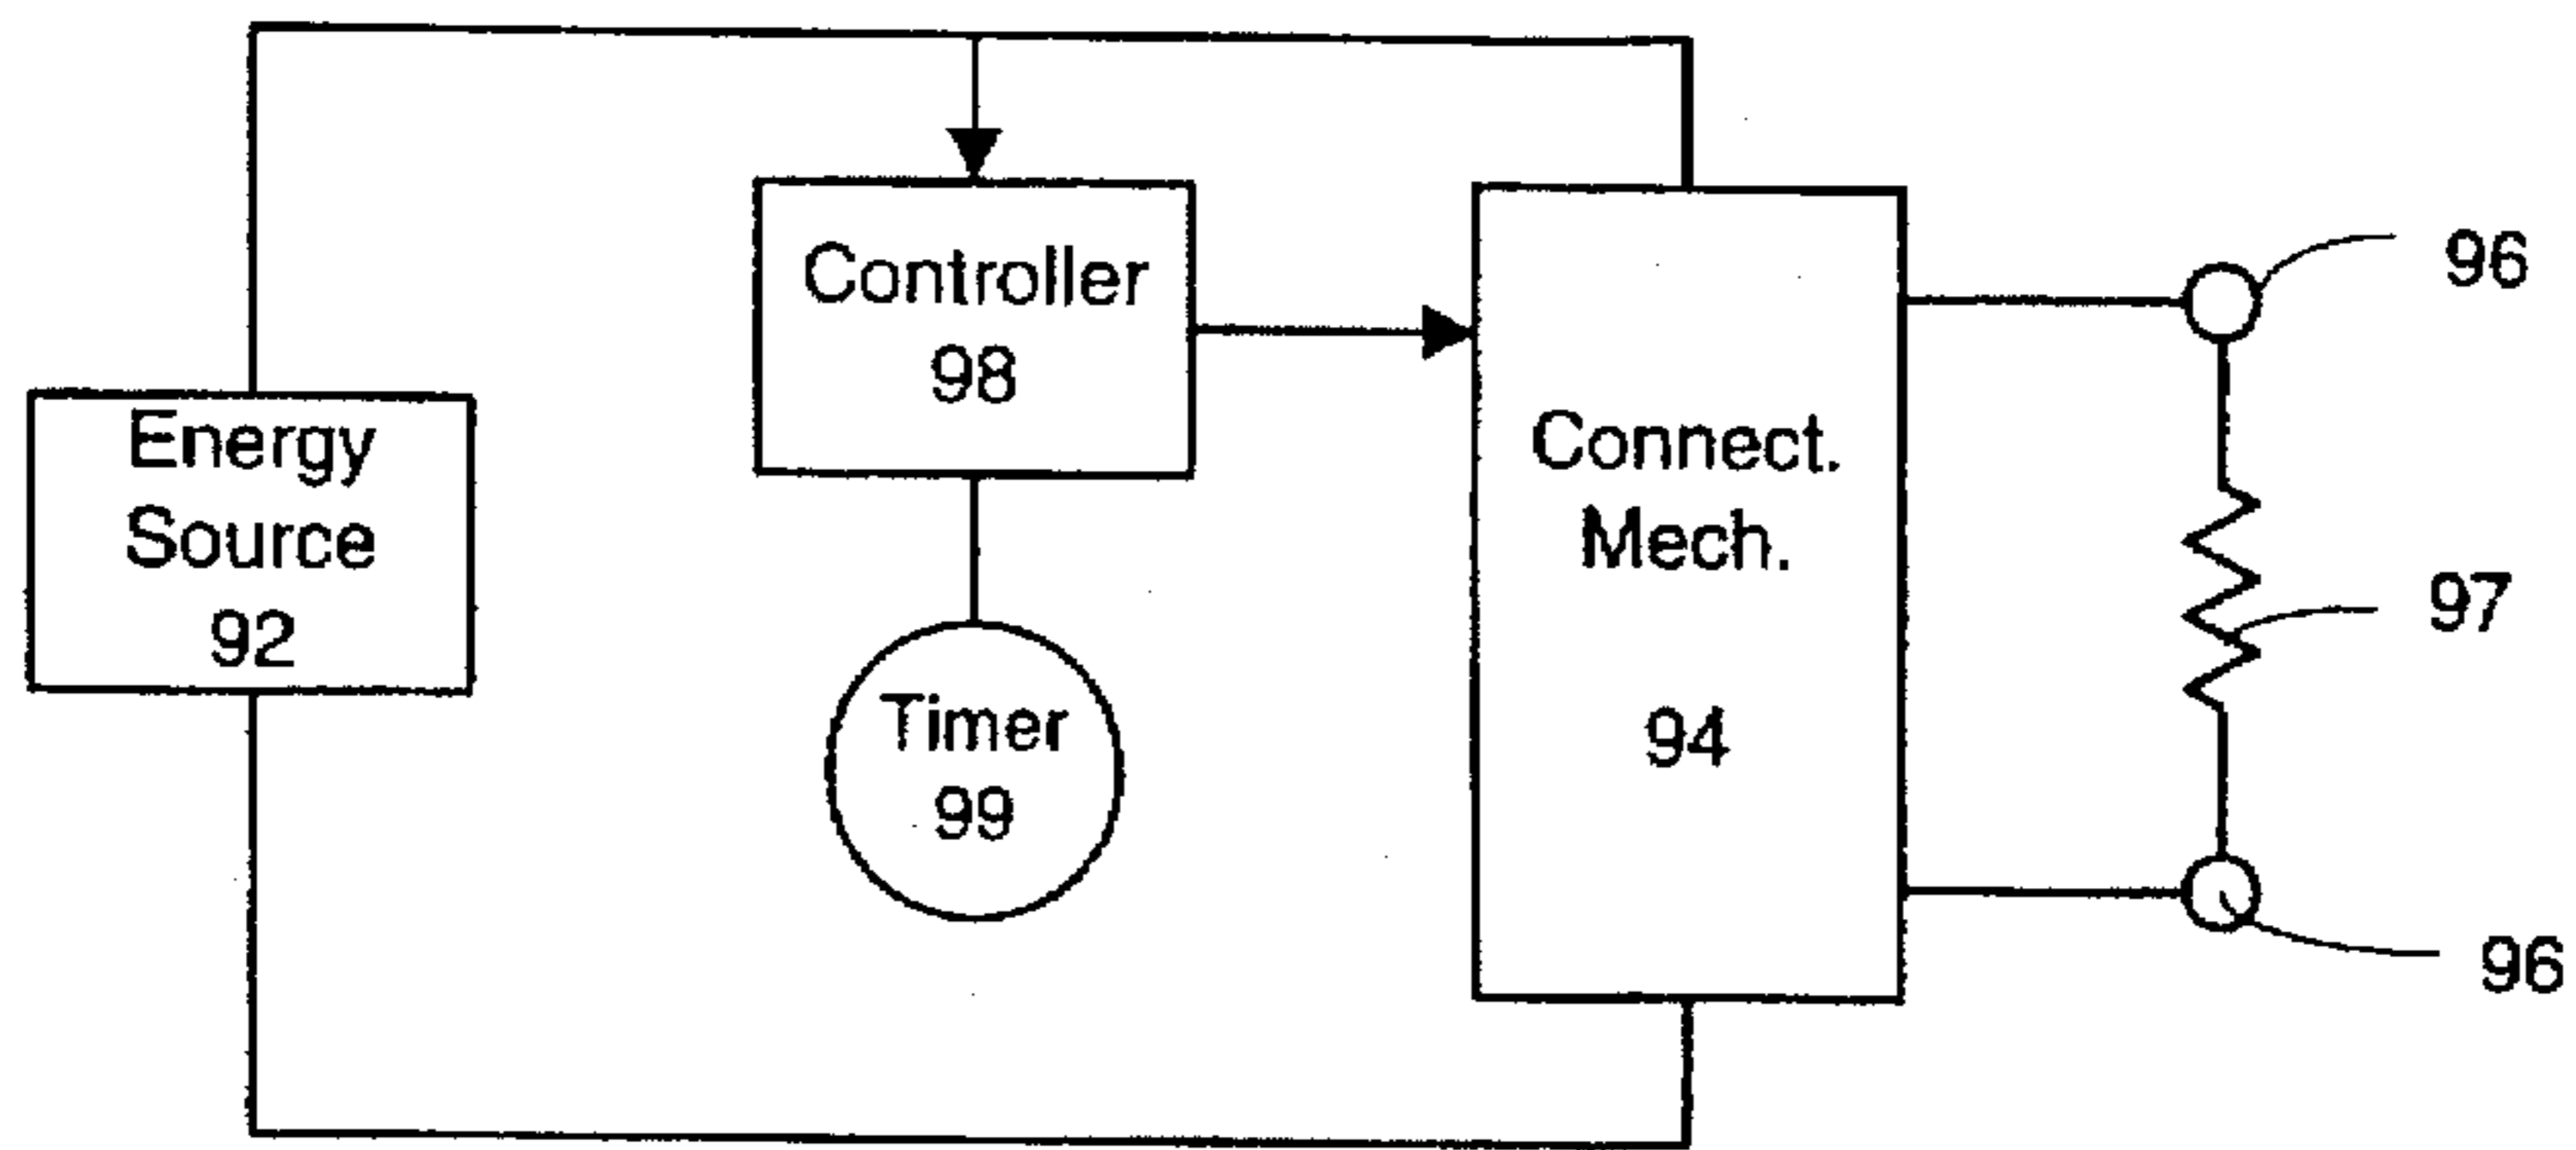 Energy
Source
92
Controller
98
Timer
99
Connect.
Mech.
94
96
97
96